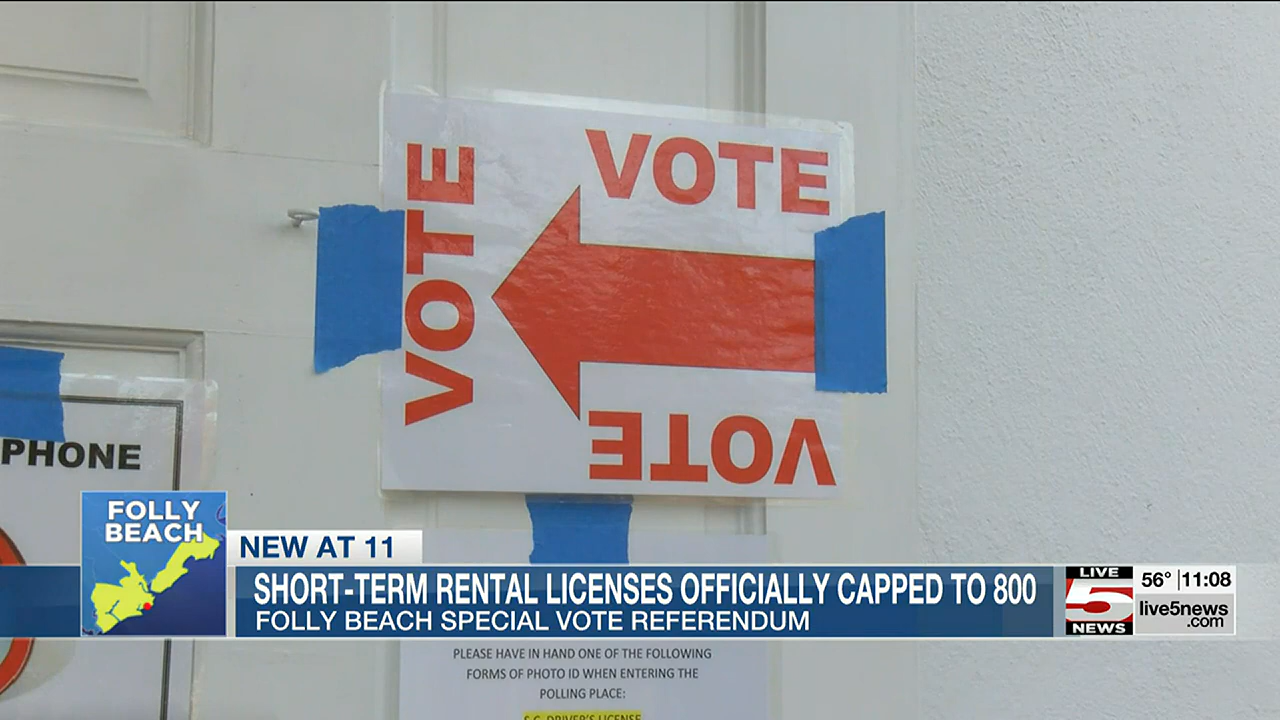 VOTE
VOTE
VOTE
PHONE
FOLLY
BEACH
NEW AT 11
SHORT-TERM RENTAL LICENSES OFFICIALLY CAPPED TO 800
FOLLY BEACH SPECIAL VOTE REFERENDUM
LIVE
5
NEWS
56° 11:08
live5news
.com
PLEASE HAVE IN HAND ONE OF THE FOLLOWING
FORMS OF PHOTO ID WHEN ENTERING THE
POLLING PLACE:
S.C. DRIVER'S LICENSE